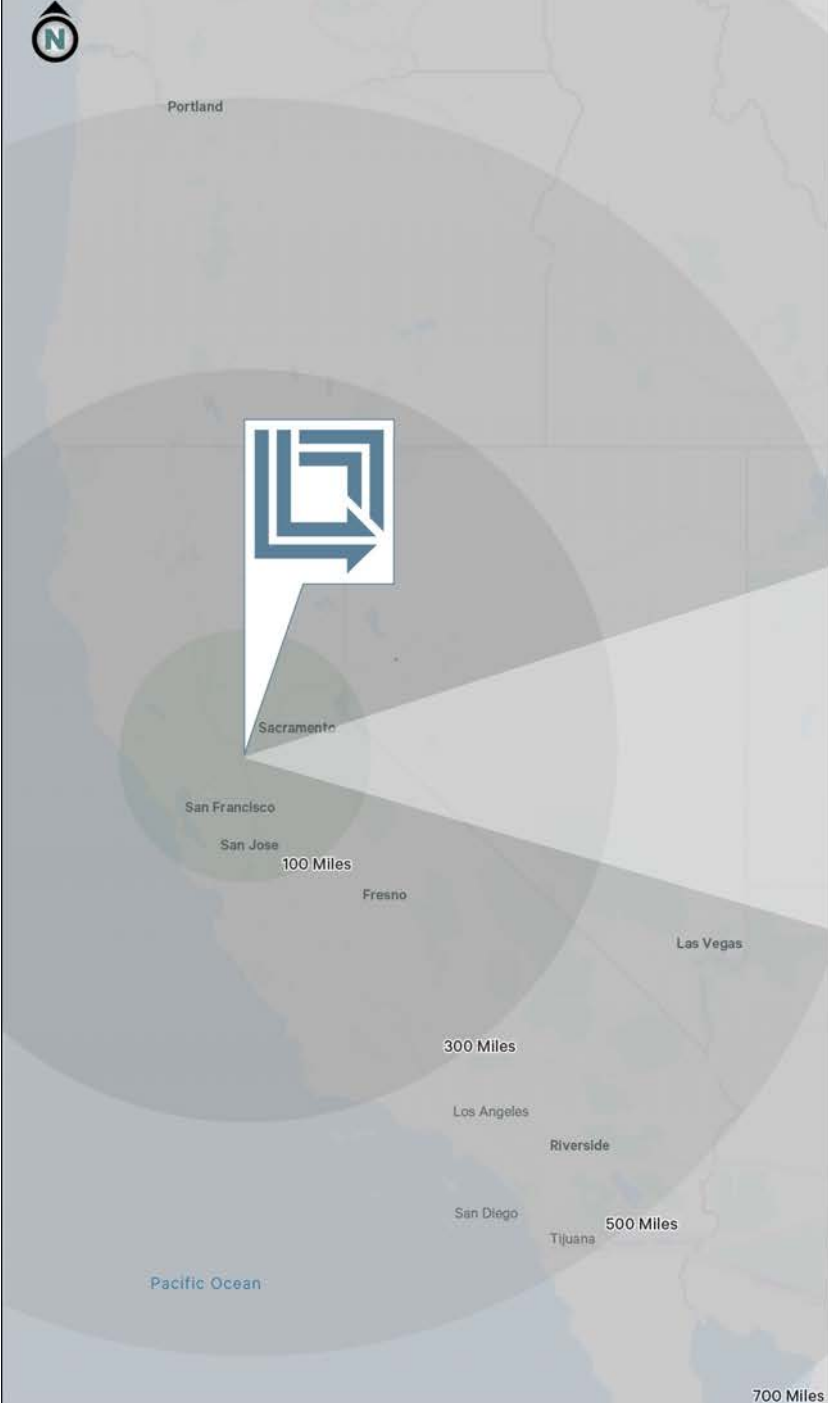 N
Portland
Sacramento
San Francisco
San Jose
100 Miles
Fresno
Las Vegas
300 Miles
Los Angeles
Riverside
San Diego
500 Miles
Tijuana
Pacific Ocean
700 Miles